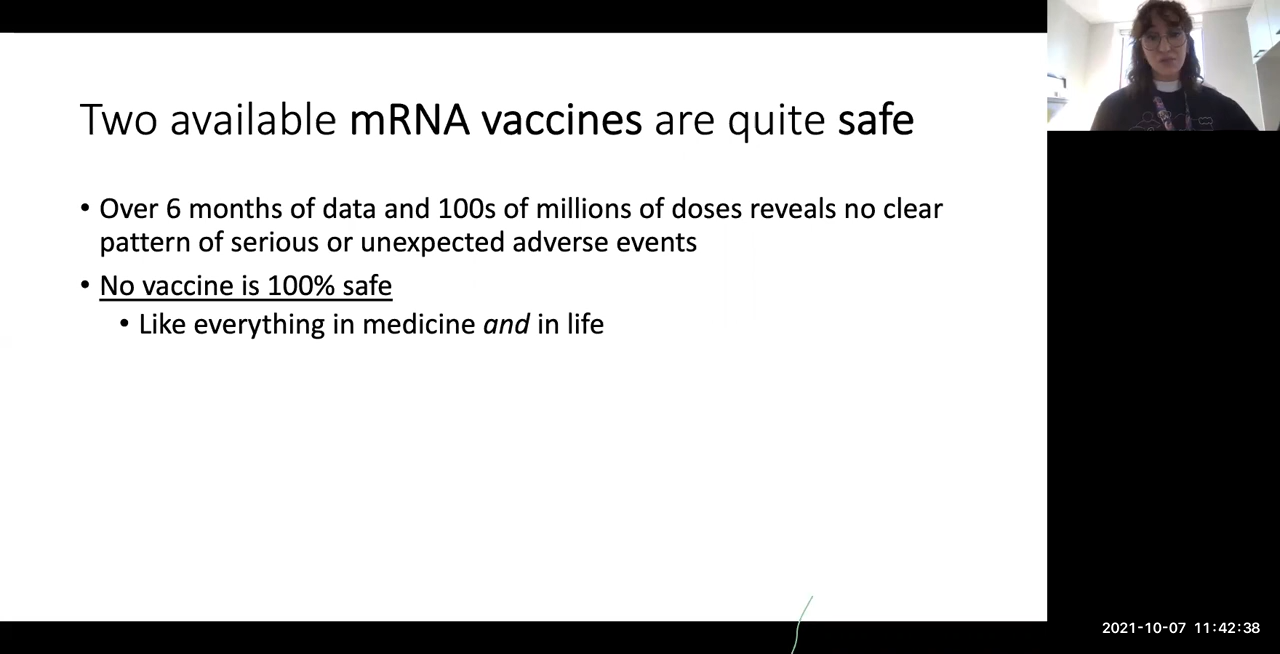 Two available mRNA vaccines are quite safe
• Over 6 months of data and 100s of millions of doses reveals no clear
pattern of serious or unexpected adverse events
• No vaccine is 100% safe
• Like everything in medicine and in life
2021-10-07 11:42:38